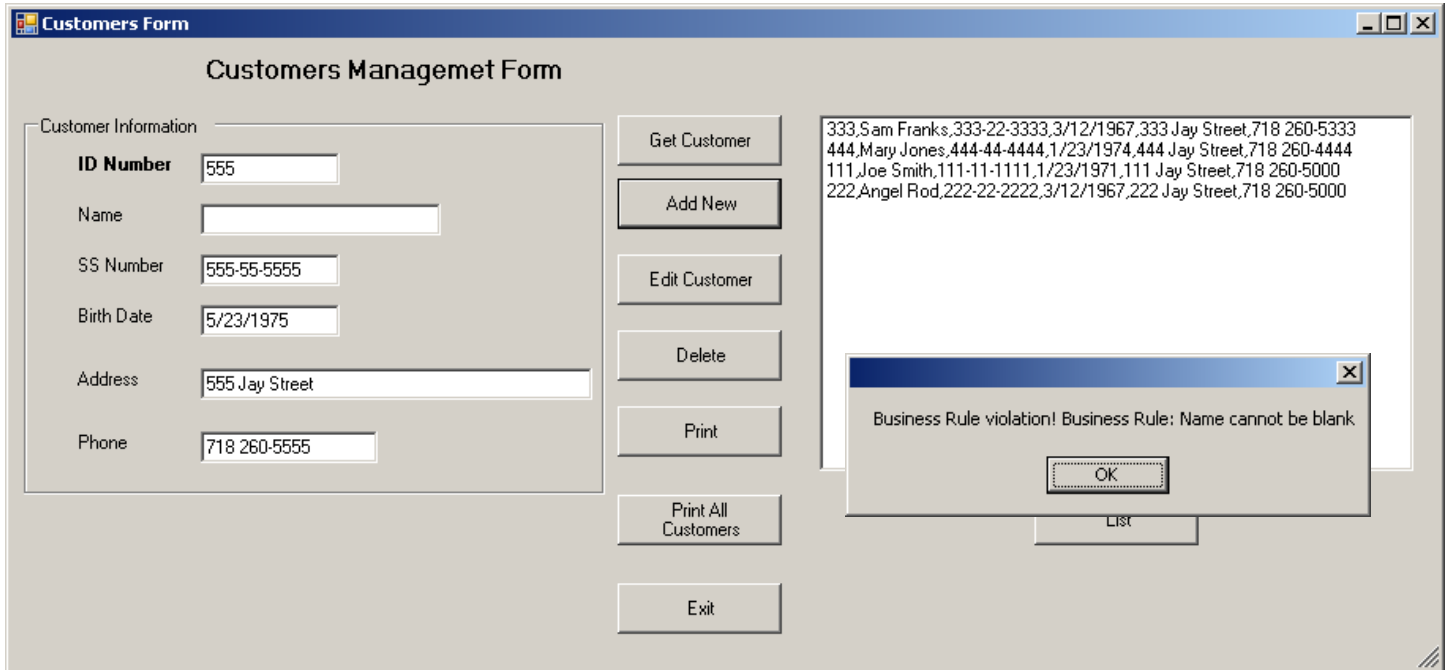 Customers Form
Customers Managemet Form
Customer Information
ID Number
555
Name
SS Number
555-55-5555
Birth Date
5/23/1975
Address
555 Jay Street
Phone
718 260-5555
Get Customer
Add New
Edit Customer
Delete
Print
Print All
Customers
Exit
333,Sam Franks,333-22-3333,3/12/1967,333 Jay Street,718 260-5333
444,Mary Jones,444-44-4444,1/23/1974,444 Jay Street,718 260-4444
111,Joe Smith,111-11-1111,1/23/1971,111 Jay Street,718 260-5000
222,Angel Rod,222-22-2222,3/12/1967,222 Jay Street,718 260-5000
Business Rule violation! Business Rule: Name cannot be blank
OK
List